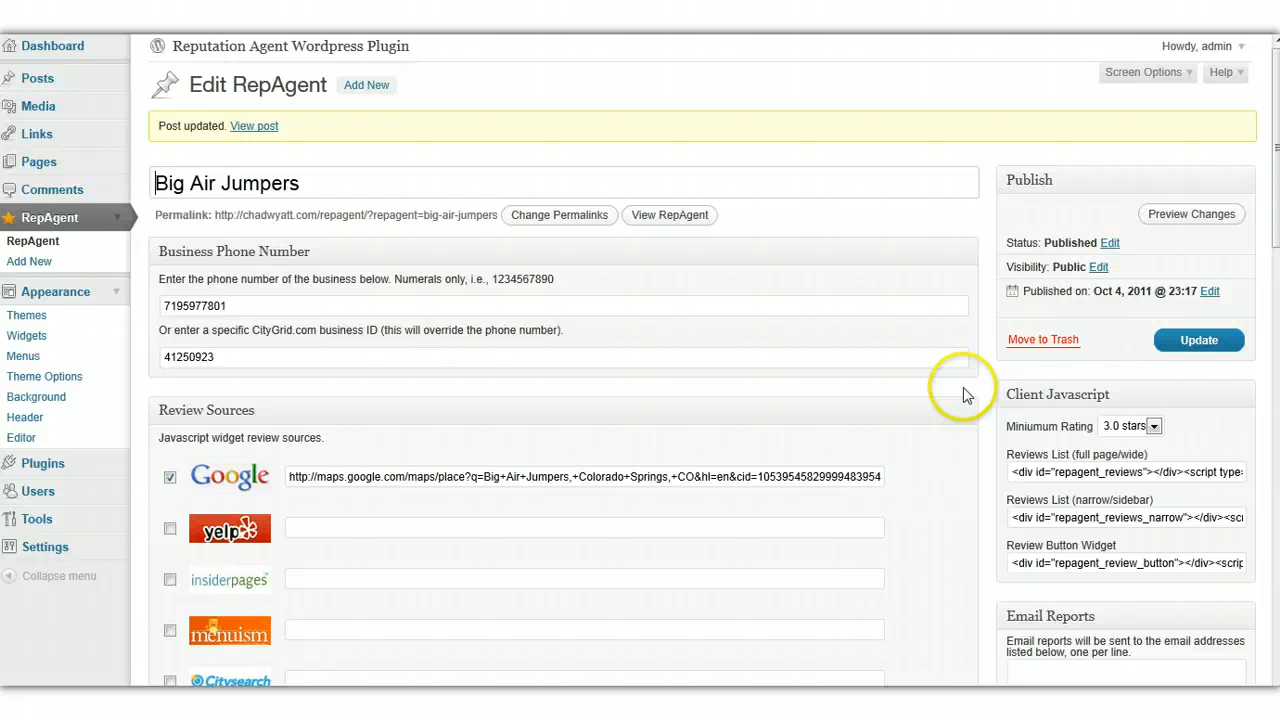 Dashboard
Posts
Media
Links
Pages
Comments
RepAgent
RepAgent
Add New
Appearance
Themes
Widgets
Menus
Theme Options
Background
Header
Editor
Plugins
Users
Tools
Settings
Collapse menu
Reputation Agent Wordpress Plugin
Howdy, admin
Edit RepAgent
Add New
Screen Options
Help
Post updated. View post
Big Air Jumpers
Permalink: http://chadwyatt.com/repagent/?repagent=big-air-jumpers
Change Permalinks
View RepAgent
Business Phone Number
Enter the phone number of the business below. Numerals only, i.e., 1234567890
7195977801
Or enter a specific CityGrid.com business ID (this will override the phone number).
41250923
Review Sources
Javascript widget review sources.
Google
http://maps.google.com/maps/place?q=Big+Air+Jumpers,+Colorado+Springs,+CO&hl=en&cid=10539545829999483954
yelp
insiderpages
menuism
Citysearch
Publish
Preview Changes
Status: Published Edit
Visibility: Public Edit
Published on: Oct 4, 2011 @ 23:17 Edit
Move to Trash
Update
Client Javascript
Miniumum Rating 3.0 stars
Reviews List (full page/wide)
<div id="repagent_reviews"></div><script type=
Reviews List (narrow/sidebar)
<div id="repagent_reviews_narrow"></div><scr
Review Button Widget
<div id="repagent_review_button"></div><script
Email Reports
Email reports will be sent to the email addresses
listed below, one per line.